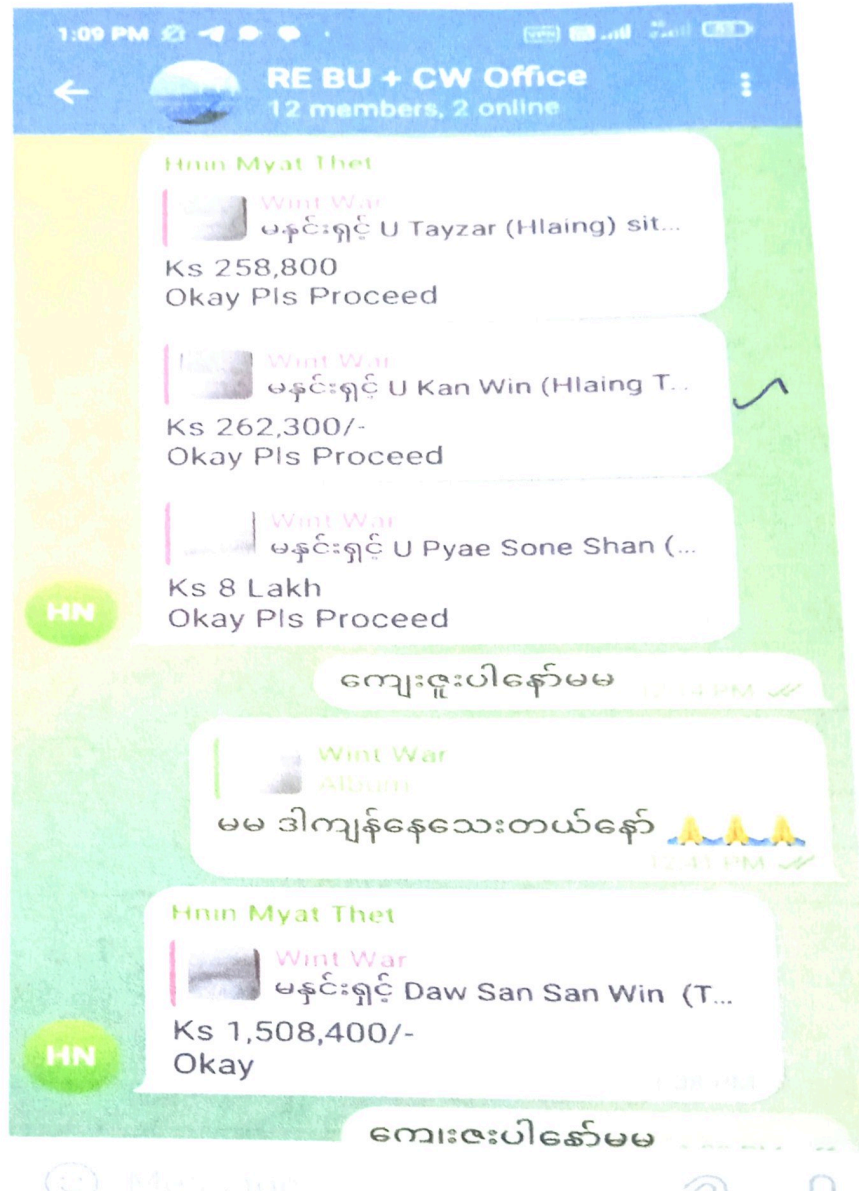 1:09 PM
RE BU + CW Office
12 members, 2 online
Hnin Myat Thet
Wint War
မနှင်းရှင့် U Tayzar (Hlaing) sit...
Ks 258,800
Okay Pls Proceed
Wint War
မနှင်းရှင့် U Kan Win (Hlaing T...
Ks 262,300/-
Okay Pls Proceed
Wint War
မနှင်းရှင့် U Pyae Sone Shan (...
Ks 8 Lakh
Okay Pls Proceed
HN
ကျေးဇူးပါနော်မမ
PM
Wint War
Album
မမ ဒါကျန်နေသေးတယ်နော် 🙏🙏🙏
12:41 PM
Hnin Myat Thet
Wint War
မနှင်းရှင့် Daw San San Win (T...
Ks 1,508,400/-
Okay
HN
ကျေးဇူးပါနော်မမ